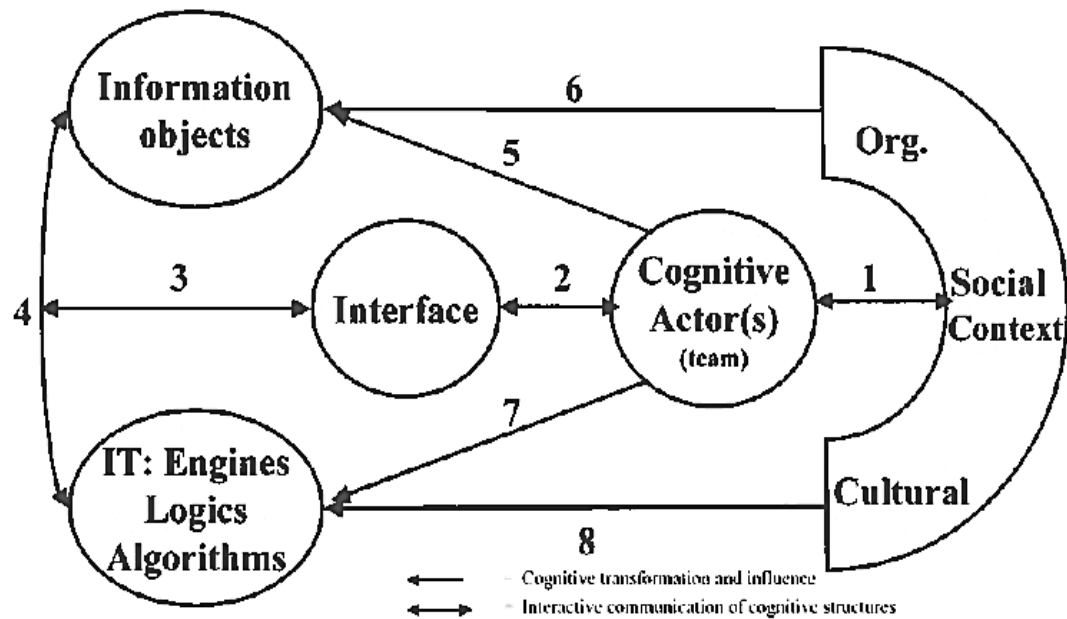 Information
objects
6
Org.
5
3
Interface
2
Cognitive
Actor(s)
(team)
1
Social
Context
4
7
IT: Engines
Logics
Algorithms
Cultural
8
- Cognitive transformation and influence
- Interactive communication of cognitive structures